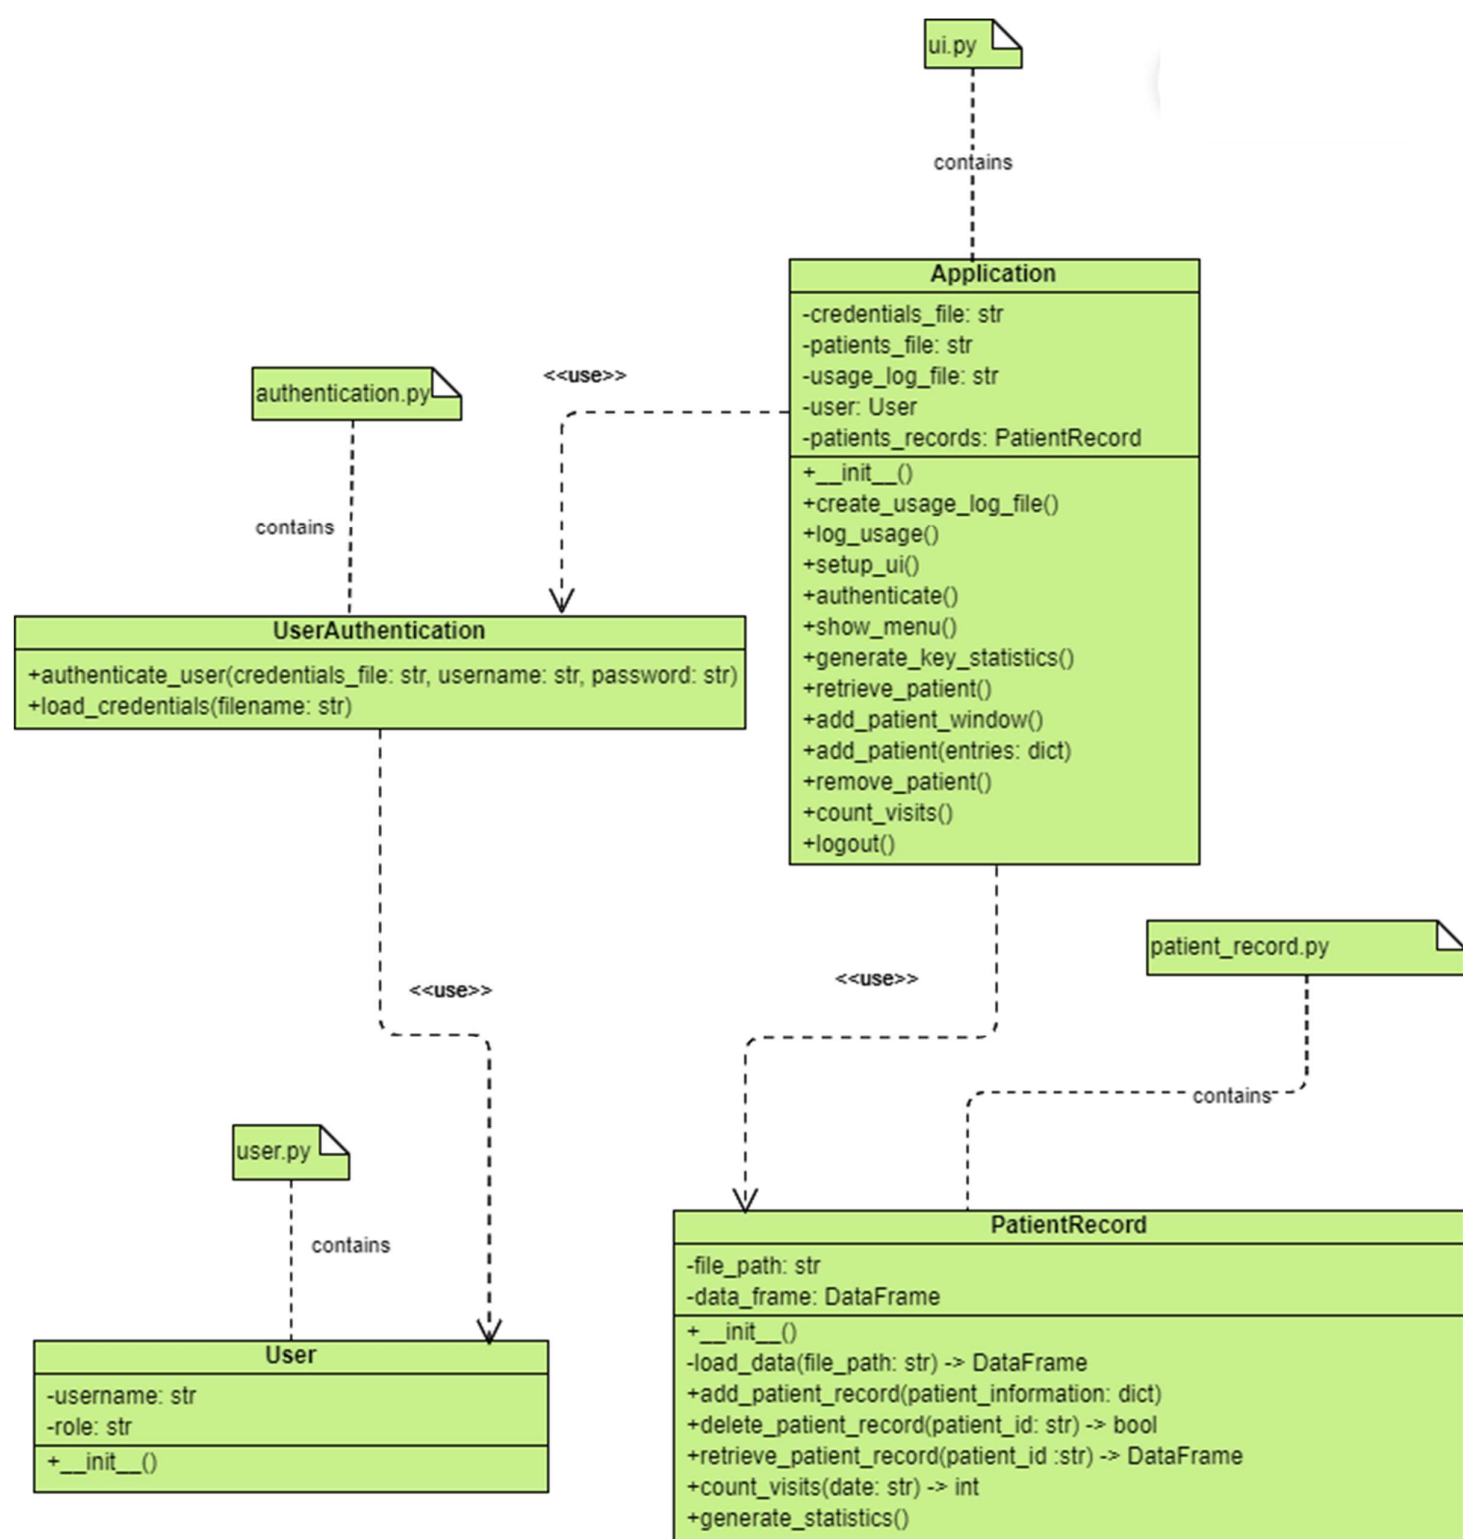 ui.py
contains
Application
-credentials_file: str
-patients_file: str
-usage_log_file: str
-user: User
-patients_records: PatientRecord
+__init__()
+create_usage_log_file()
+log_usage()
+setup_ui()
+authenticate()
+show_menu()
+generate_key_statistics()
+retrieve_patient()
+add_patient_window()
+add_patient(entries: dict)
+remove_patient()
+count_visits()
+logout()
<<use>>
authentication.py
contains
UserAuthentication
+authenticate_user(credentials_file: str, username: str, password: str)
+load_credentials(filename: str)
<<use>>
<<use>>
patient_record.py
contains
user.py
contains
User
-username: str
-role: str
+__init__()
PatientRecord
-file_path: str
-data_frame: DataFrame
+__init__()
-load_data(file_path: str) -> DataFrame
+add_patient_record(patient_information: dict)
+delete_patient_record(patient_id: str) -> bool
+retrieve_patient_record(patient_id :str) -> DataFrame
+count_visits(date: str) -> int
+generate_statistics()